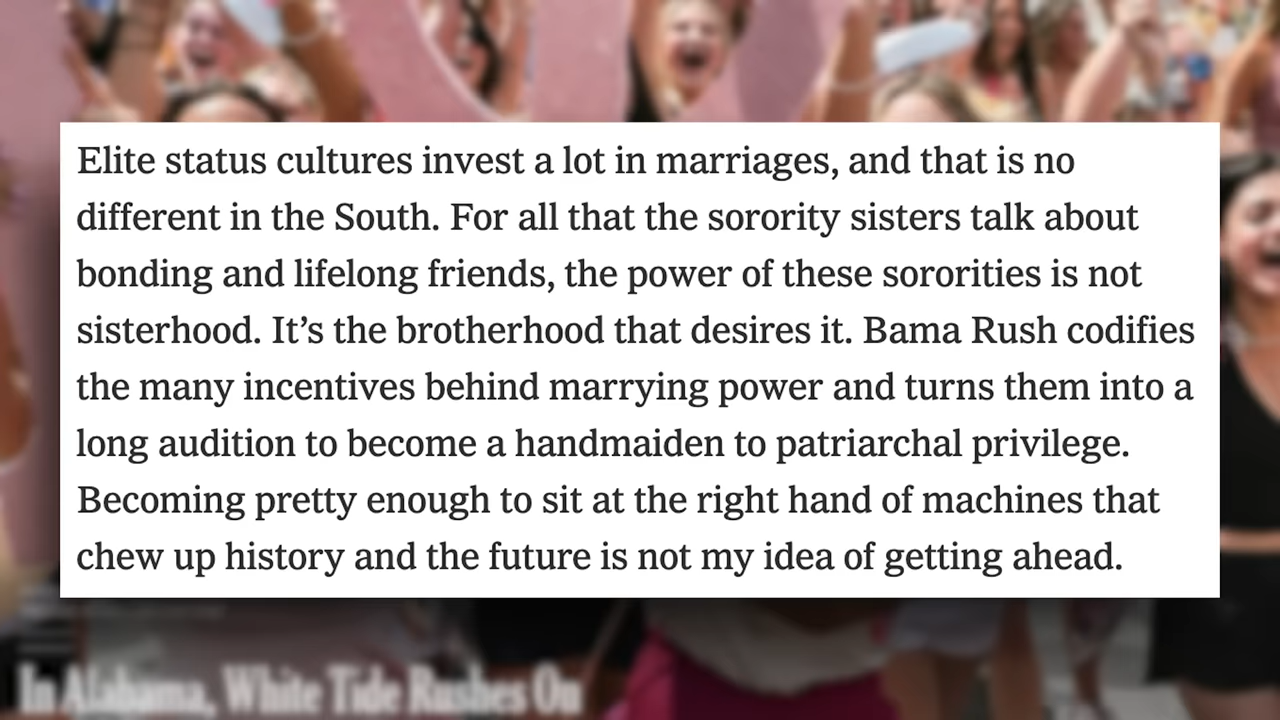 Elite status cultures invest a lot in marriages, and that is no
different in the South. For all that the sorority sisters talk about
bonding and lifelong friends, the power of these sororities is not
sisterhood. It’s the brotherhood that desires it. Bama Rush codifies
the many incentives behind marrying power and turns them into a
long audition to become a handmaiden to patriarchal privilege.
Becoming pretty enough to sit at the right hand of machines that
chew up history and the future is not my idea of getting ahead.
In Alabama, White Tide Rushes On